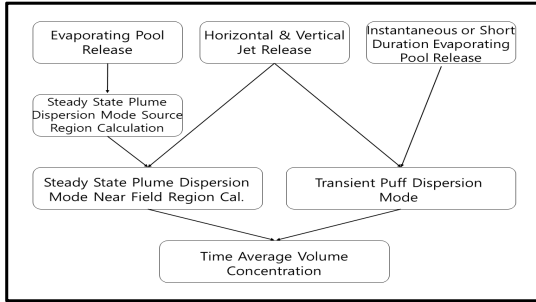 Evaporating Pool
Release
Horizontal & Vertical
Jet Release
Instantaneous or Short
Duration Evaporating
Pool Release
Steady State Plume
Dispersion Mode Source
Region Calculation
Steady State Plume Dispersion
Mode Near Field Region Cal.
Transient Puff Dispersion
Mode
Time Average Volume
Concentration